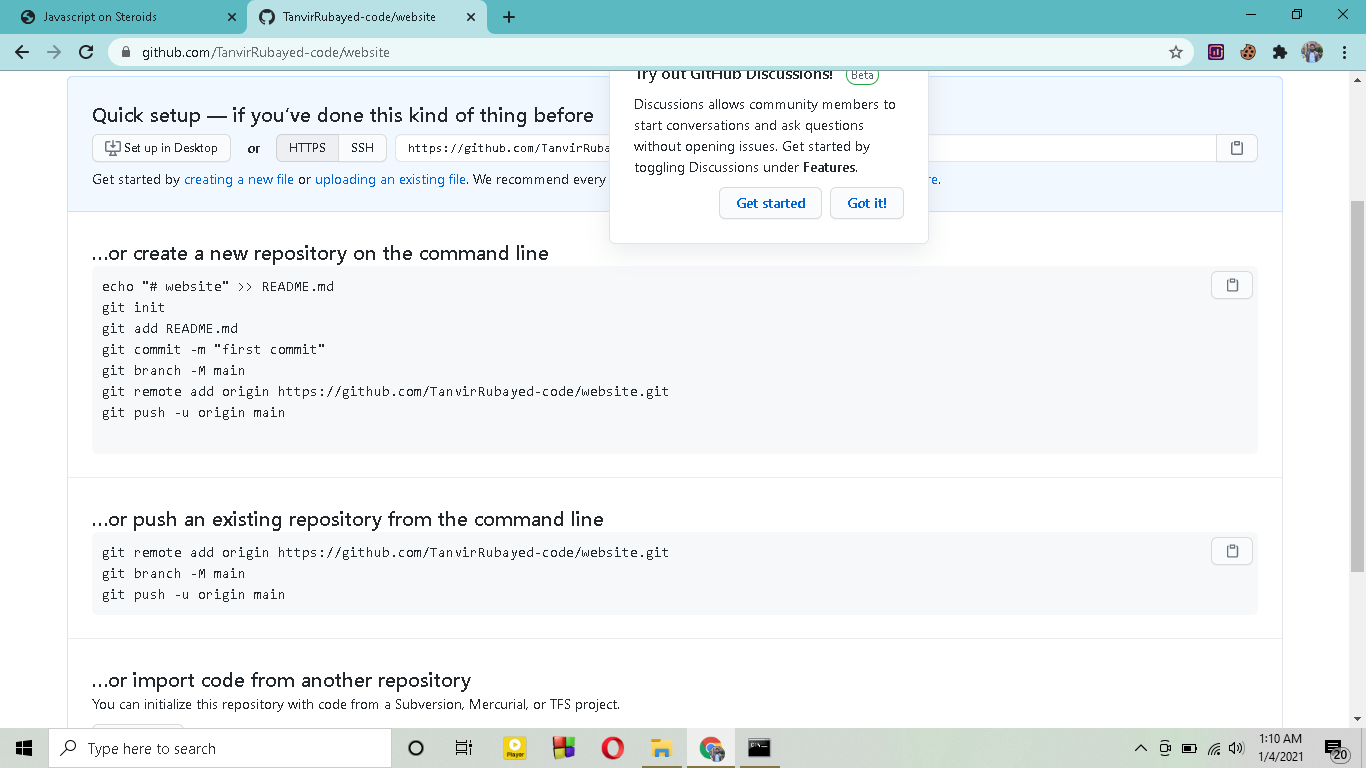 Javascript on Steroids
TanvirRubayed-code/website
github.com/TanvirRubayed-code/website
Try out GitHub Discussions! Beta
Discussions allows community members to
start conversations and ask questions
without opening issues. Get started by
toggling Discussions under Features.
Get started Got it!
Quick setup — if you've done this kind of thing before
Set up in Desktop or HTTPS SSH https://github.com/TanvirRuba
Get started by creating a new file or uploading an existing file. We recommend every re.
…or create a new repository on the command line
echo "# website" >> README.md
git init
git add README.md
git commit -m "first commit"
git branch -M main
git remote add origin https://github.com/TanvirRubayed-code/website.git
git push -u origin main
…or push an existing repository from the command line
git remote add origin https://github.com/TanvirRubayed-code/website.git
git branch -M main
git push -u origin main
…or import code from another repository
You can initialize this repository with code from a Subversion, Mercurial, or TFS project.
Type here to search
Player
1:10 AM
1/4/2021
20